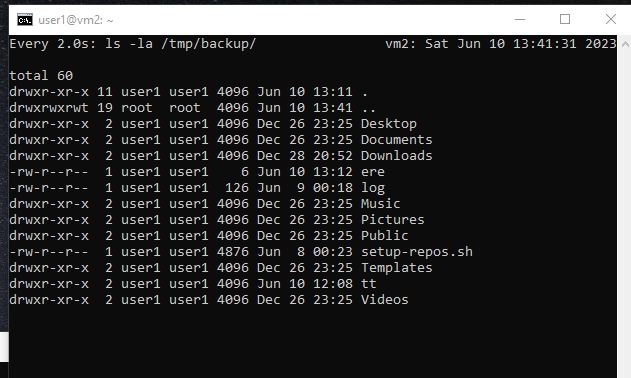 user1@vm2: ~
Every 2.0s: ls -la /tmp/backup/                vm2: Sat Jun 10 13:41:31 2023
total 60
drwxr-xr-x 11 user1 user1 4096 Jun 10 13:11 .
drwxrwxrwt 19 root  root  4096 Jun 10 13:41 ..
drwxr-xr-x  2 user1 user1 4096 Dec 26 23:25 Desktop
drwxr-xr-x  2 user1 user1 4096 Dec 26 23:25 Documents
drwxr-xr-x  2 user1 user1 4096 Dec 28 20:52 Downloads
-rw-r--r--  1 user1 user1    6 Jun 10 13:12 ere
-rw-r--r--  1 user1 user1  126 Jun  9 00:18 log
drwxr-xr-x  2 user1 user1 4096 Dec 26 23:25 Music
drwxr-xr-x  2 user1 user1 4096 Dec 26 23:25 Pictures
drwxr-xr-x  2 user1 user1 4096 Dec 26 23:25 Public
-rw-r--r--  1 user1 user1 4876 Jun  8 00:23 setup-repos.sh
drwxr-xr-x  2 user1 user1 4096 Dec 26 23:25 Templates
drwxr-xr-x  2 user1 user1 4096 Jun 10 12:08 tt
drwxr-xr-x  2 user1 user1 4096 Dec 26 23:25 Videos